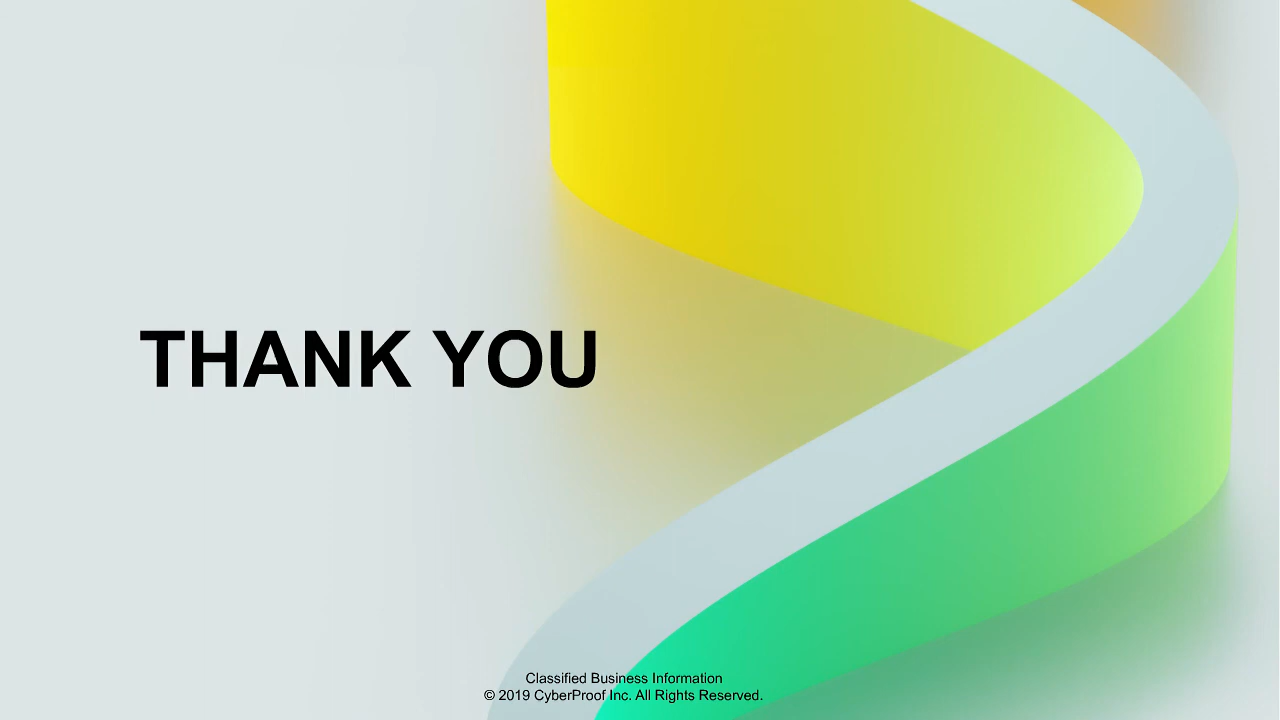 THANK YOU
Classified Business Information
© 2019 CyberProof Inc. All Rights Reserved.